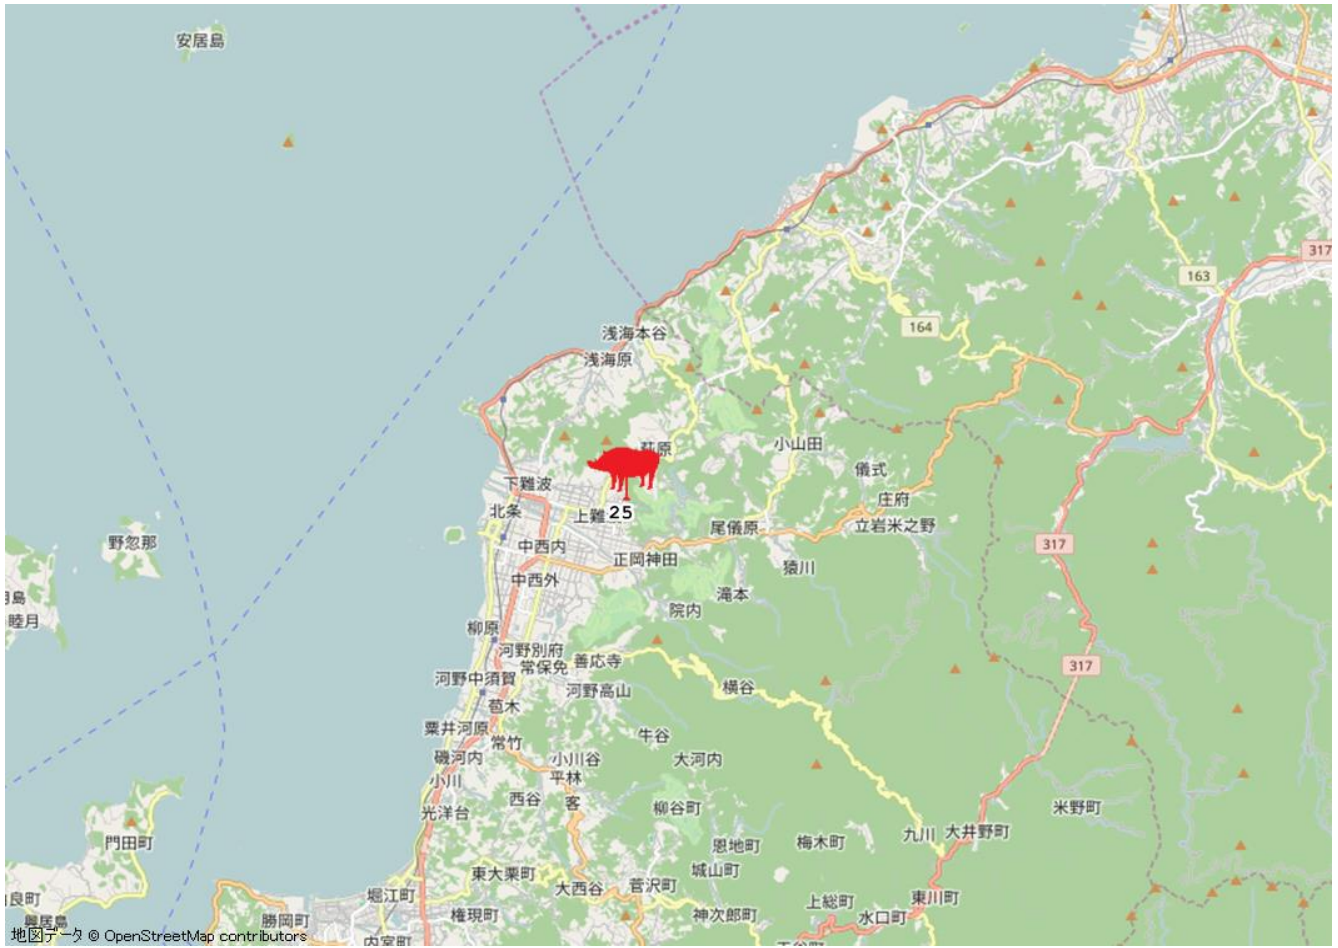 安居島
317
163
164
浅海本谷
浅海原
萩原
小山田
儀式
下難波
庄府
北条
25
上難
尾儀原
立岩米之野
野忽那
中西内
317
正岡神田
猿川
中西外
滝本
島
院内
睦月
柳原
河野別府
善応寺
常保免
317
河野中須賀
河野高山
横谷
苞木
粟井河原
牛谷
常竹
磯河内
小川谷
大河内
小川
平林
西谷
客
柳谷町
米野町
光洋台
九川
大井野町
門田町
恩地町
梅木町
城山町
東大栗町
大西谷
菅沢町
堀江町
良町
上総町
東川町
権現町
神次郎町
水口町
興居島
勝岡町
内宮町
地図データ © OpenStreetMap contributors